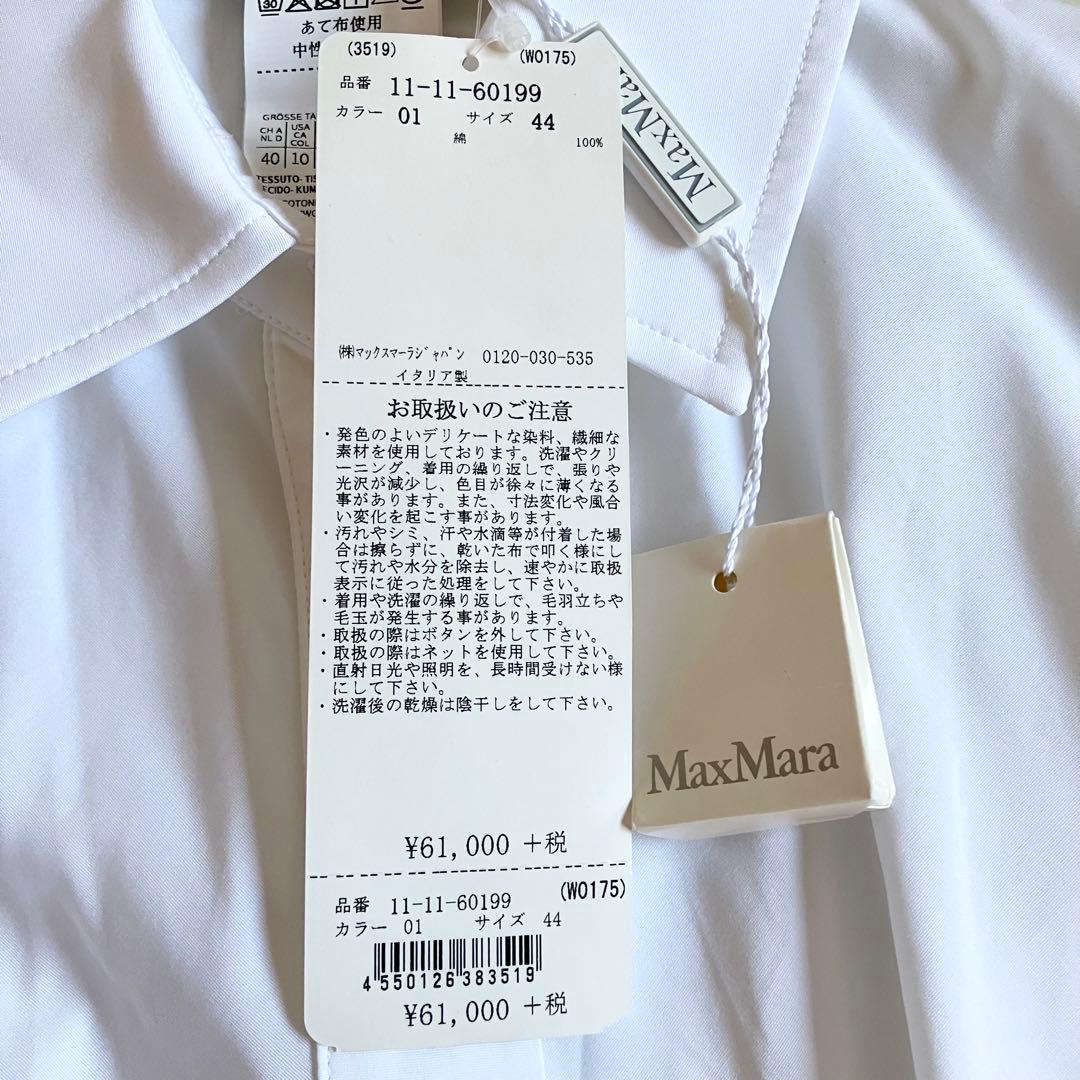 30
あて布使用
中性
GRÖSSE TA
CH A
NL D
USA
CA
COL
40 10
TESSUTO- TIS
(3519) (W0175)
品番 11-11-60199
カラー 01 サイズ 44
綿 100%
㈱ﾏｯｸｽﾏｰﾗｼﾞｬﾊﾟﾝ 0120-030-535
イタリア製
お取扱いのご注意
・発色のよいデリケートな染料、繊細な
素材を使用しております。洗濯やクリ
ーニング、着用の繰り返しで、張りや
光沢が減少し、色目が徐々に薄くなる
事があります。また、寸法変化や風合
い変化を起こす事があります。
・汚れやシミ、汗や水滴等が付着した場
合は擦らずに、乾いた布で叩く様にし
て汚れや水分を除去し、速やかに取扱
表示に従った処理をして下さい。
・着用や洗濯の繰り返しで、毛羽立ちや
毛玉が発生する事があります。
・取扱の際はボタンを外して下さい。
・取扱の際はネットを使用して下さい。
・直射日光や照明を、長時間受けない様
にして下さい。
・洗濯後の乾燥は陰干しをして下さい。
¥61,000 +税
品番 11-11-60199 (W0175)
カラー 01 サイズ 44
4 550126 383519
¥61,000 +税
MaxMara
MaxMa
MaxMara